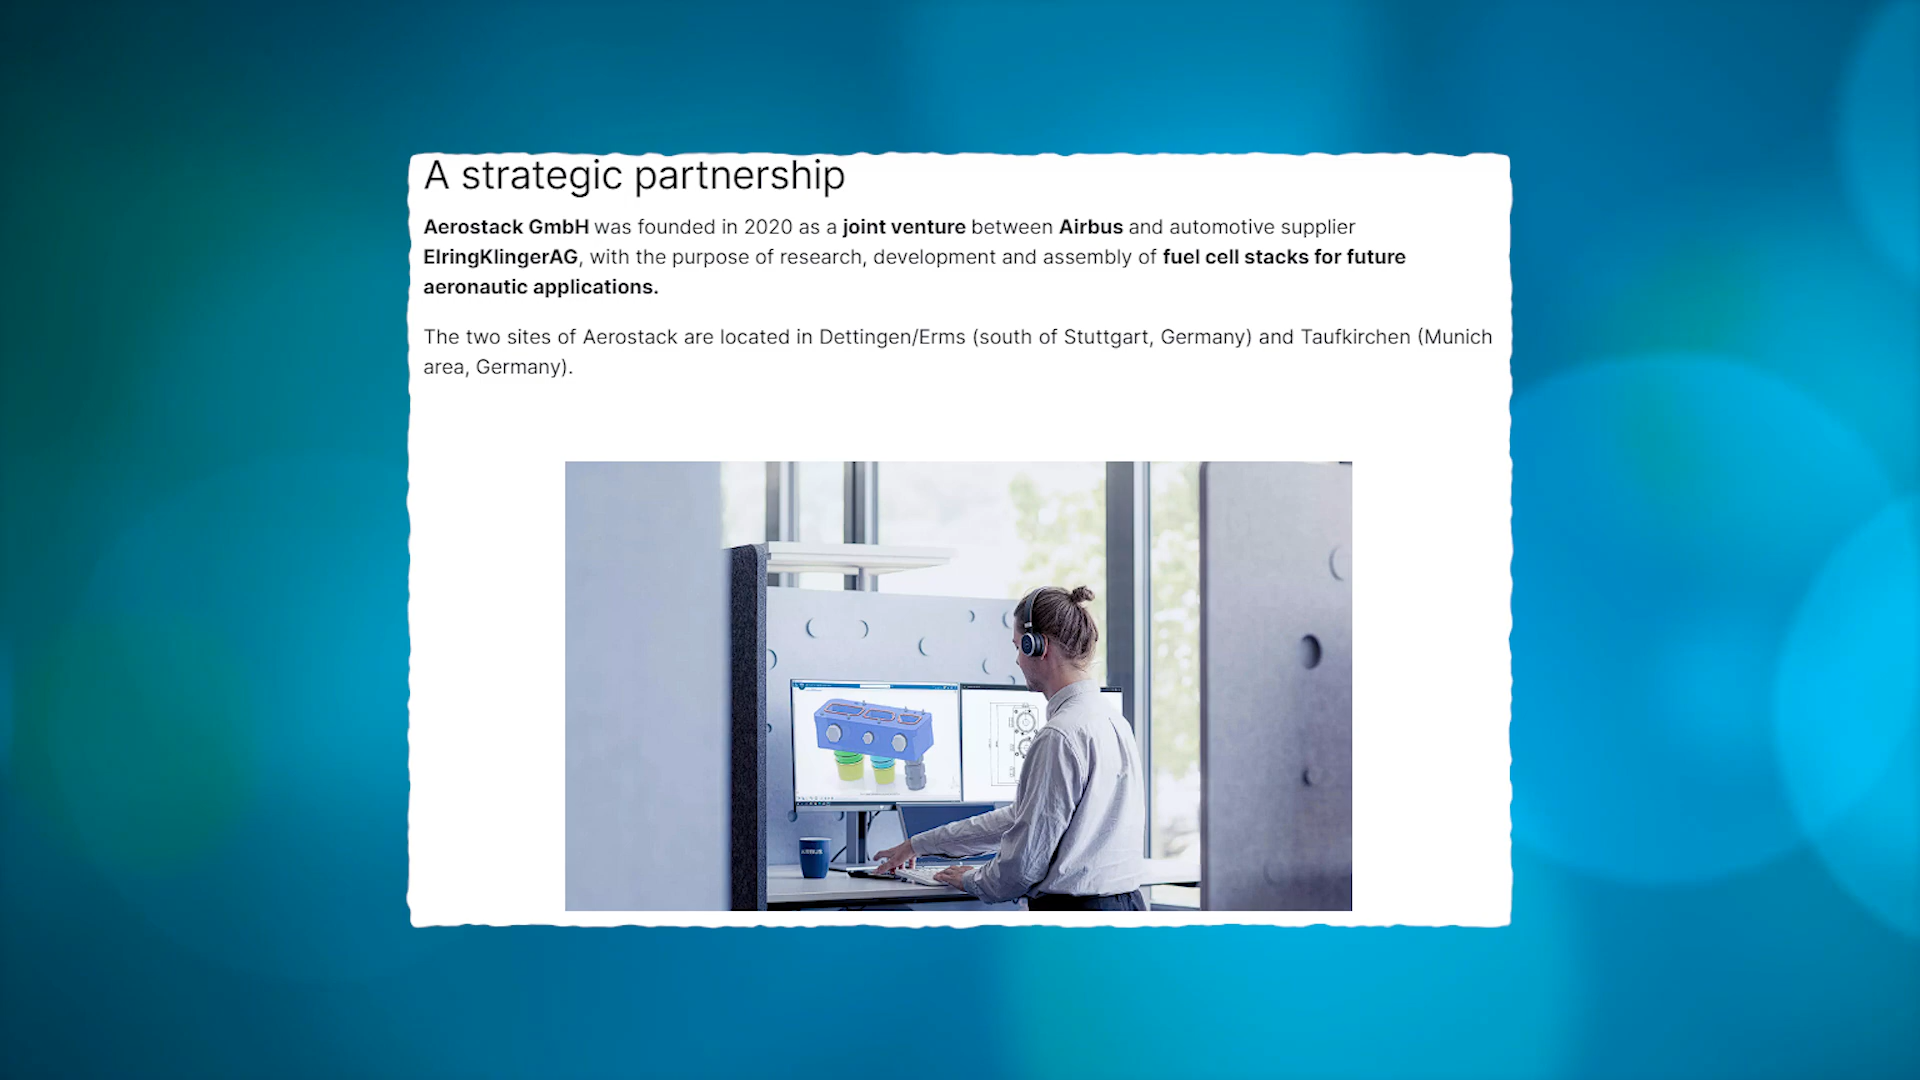 A strategic partnership
Aerostack GmbH was founded in 2020 as a joint venture between Airbus and automotive supplier
ElringKlingerAG, with the purpose of research, development and assembly of fuel cell stacks for future
aeronautic applications.
The two sites of Aerostack are located in Dettingen/Erms (south of Stuttgart, Germany) and Taufkirchen (Munich
area, Germany).
AIRBUS